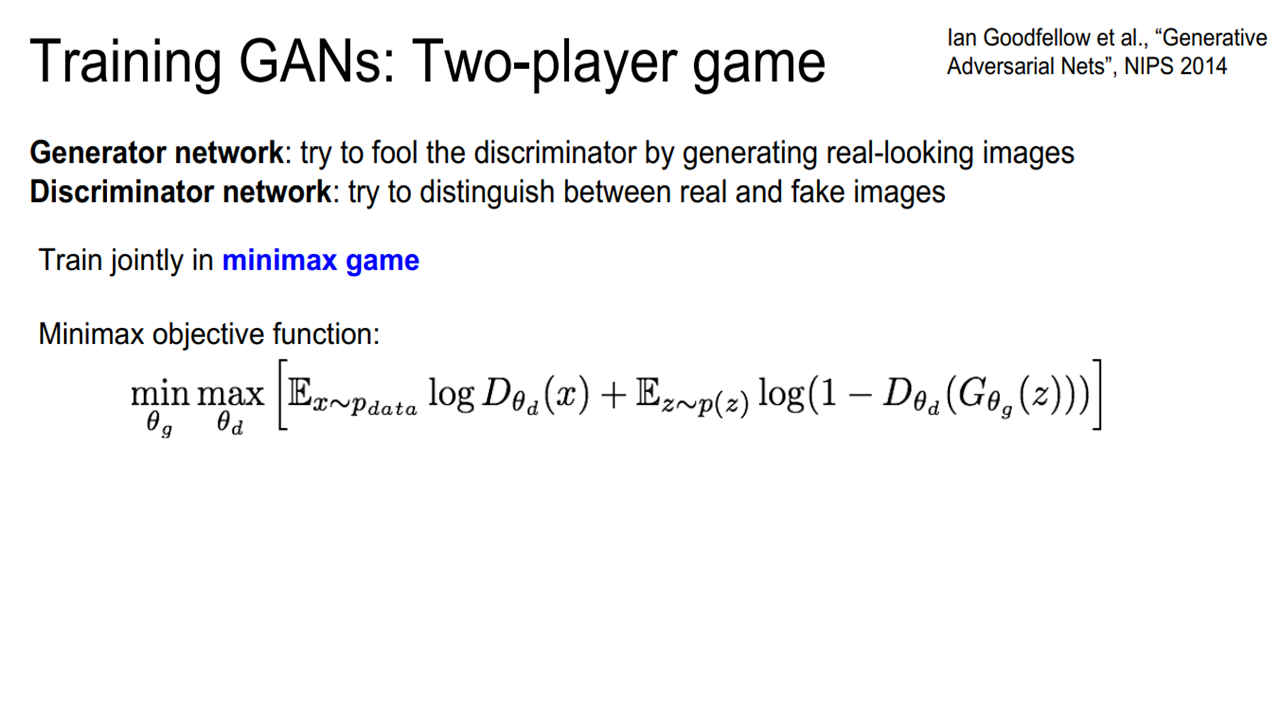 Training GANs: Two-player game
Ian Goodfellow et al., “Generative
Adversarial Nets”, NIPS 2014
Generator network: try to fool the discriminator by generating real-looking images
Discriminator network: try to distinguish between real and fake images
Train jointly in minimax game
Minimax objective function:
\min_{\theta_g} \max_{\theta_d} \left[ \mathbb{E}_{x \sim p_{data}} \log D_{\theta_d}(x) + \mathbb{E}_{z \sim p(z)} \log(1 - D_{\theta_d}(G_{\theta_g}(z))) \right]